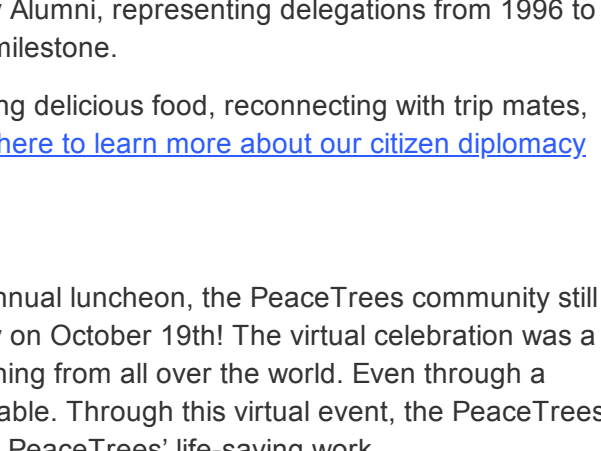 Alumni, representing delegations from 1996 to
milestone.
ng delicious food, reconnecting with trip mates,
here to learn more about our citizen diplomacy
nnual luncheon, the PeaceTrees community still
on October 19th! The virtual celebration was a
ning from all over the world. Even through a
able. Through this virtual event, the PeaceTrees
PeaceTrees’ life-saving work